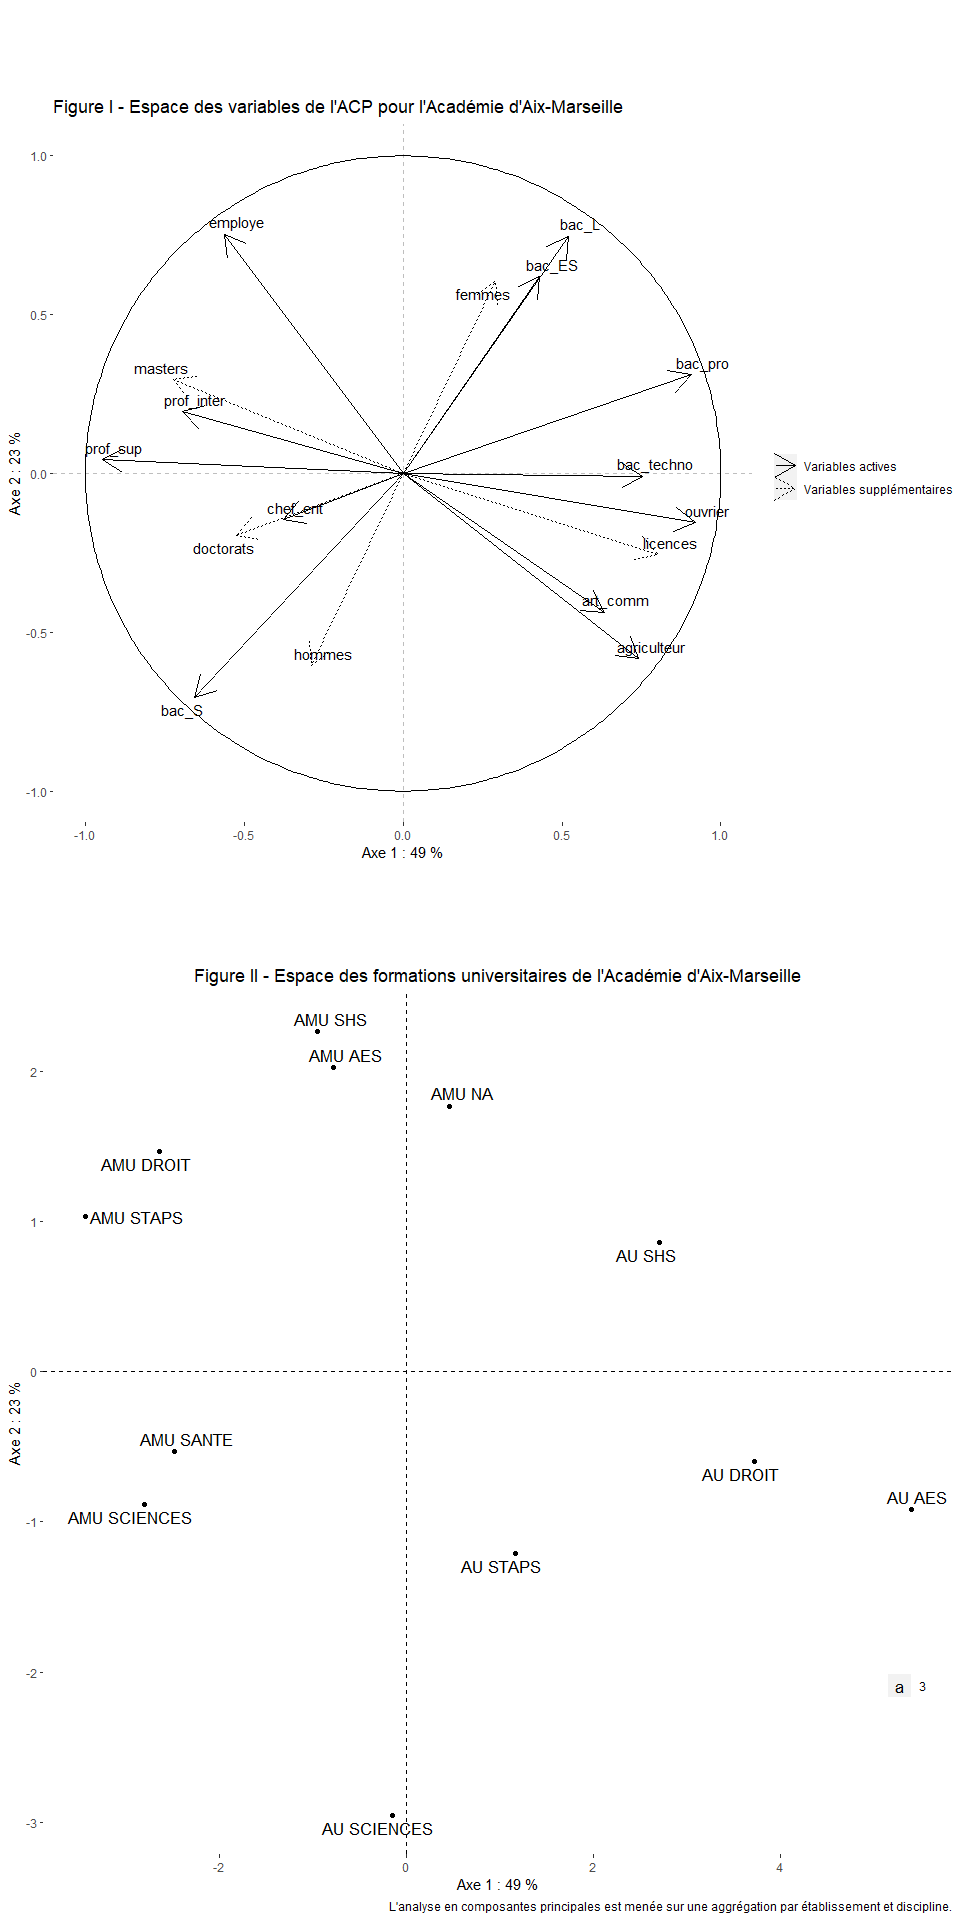 Figure I - Espace des variables de l'ACP pour l'Académie d'Aix-Marseille
1.0
employe
bac_L
bac_ES
femmes
0.5
masters
bac_pro
prof_inter
prof_sup
bac_techno
Variables actives
0.0
Variables supplémentaires
Axe 2 : 23 %
chef_ent
ouvrier
doctorats
licences
art_comm
-0.5
agriculteur
hommes
bac_S
-1.0
-1.0 -0.5 0.0 0.5 1.0
Axe 1 : 49 %
Figure II - Espace des formations universitaires de l'Académie d'Aix-Marseille
AMU SHS
AMU AES
2
AMU NA
AMU DROIT
1
AMU STAPS
AU SHS
0
Axe 2 : 23 %
AMU SANTE
AU DROIT
AU AES
-1
AMU SCIENCES
AU STAPS
-2
a 3
-3
AU SCIENCES
-2 0 2 4
Axe 1 : 49 %
L'analyse en composantes principales est menée sur une aggrégation par établissement et discipline.